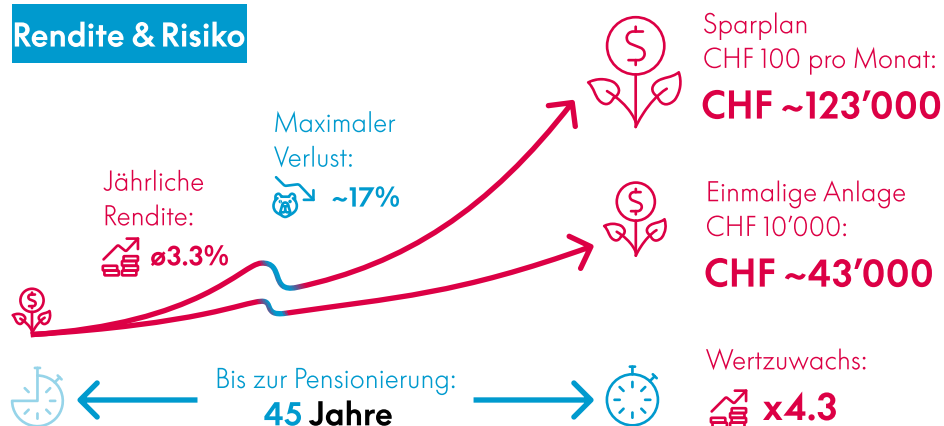 Rendite & Risiko
Sparplan
CHF 100 pro Monat:
CHF ~123’000
Maximaler
Verlust:
~17%
Jährliche
Rendite:
ø3.3%
Einmalige Anlage
CHF 10’000:
CHF ~43’000
Bis zur Pensionierung:
45 Jahre
Wertzuwachs:
x4.3